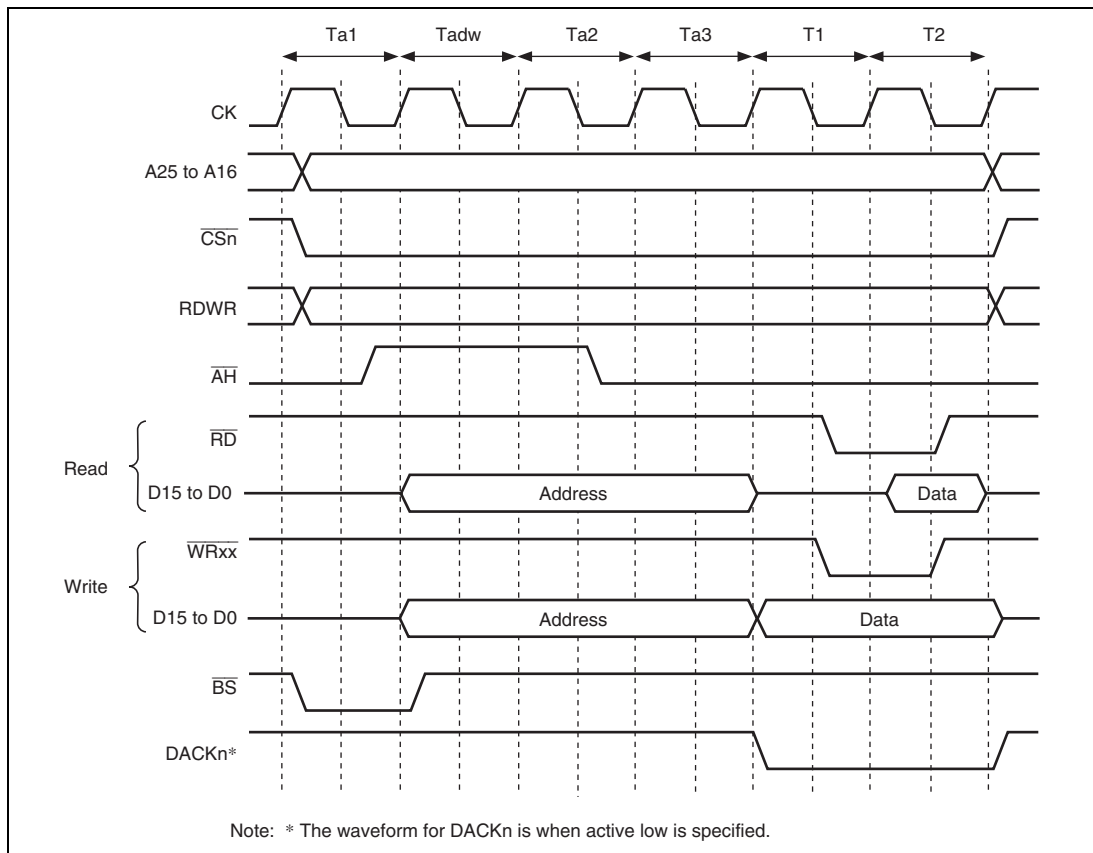 Ta1 Tadw Ta2 Ta3 T1 T2
CK
A25 to A16
CSn
RDWR
AH
RD
Read
D15 to D0 Address Data
WRxx
Write
D15 to D0 Address Data
BS
DACKn*
Note: * The waveform for DACKn is when active low is specified.